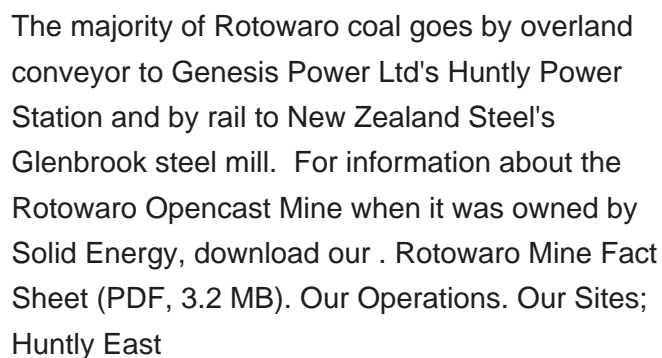 The majority of Rotowaro coal goes by overland
conveyor to Genesis Power Ltd's Huntly Power
Station and by rail to New Zealand Steel's
Glenbrook steel mill.  For information about the
Rotowaro Opencast Mine when it was owned by
Solid Energy, download our . Rotowaro Mine Fact
Sheet (PDF, 3.2 MB). Our Operations. Our Sites;
Huntly East